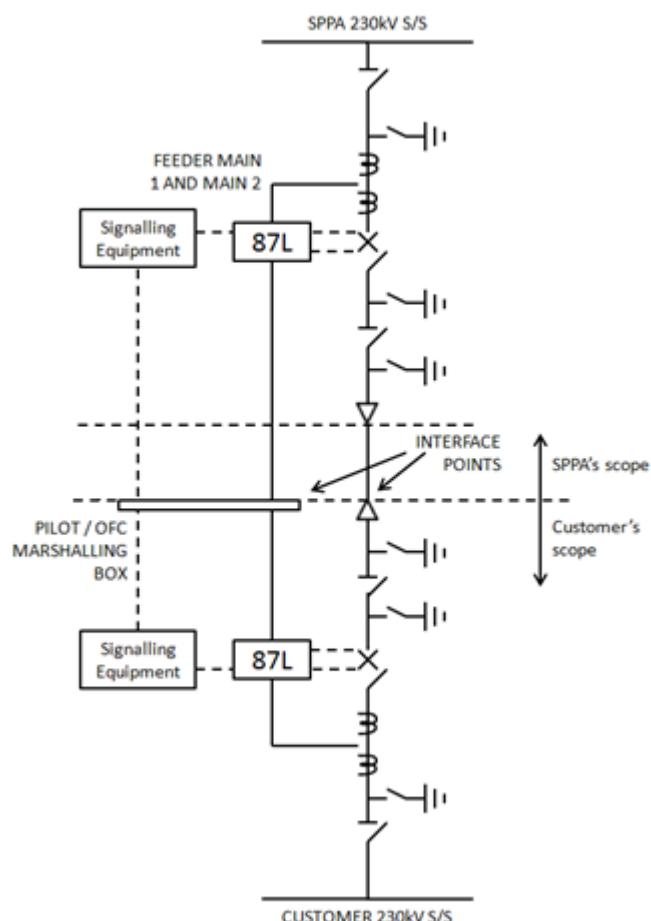 SPPA 230kV S/S
FEEDER MAIN
1 AND MAIN 2
Signalling
Equipment
87L
INTERFACE
POINTS
SPPA's scope
Customer's
scope
PILOT / OFC
MARSHALLING
BOX
Signalling
Equipment
87L
CUSTOMER 230kV S/S